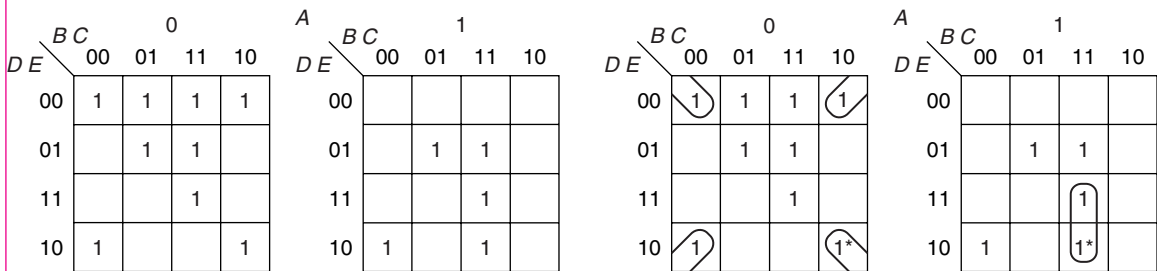 0 A 1 0 A 1
B C B C B C B C
D E 00 01 11 10 D E 00 01 11 10 D E 00 01 11 10 D E 00 01 11 10
00 1 1 1 1 00 00 1 1 1 1 00
01 1 1 01 1 1 01 1 1 01 1 1
11 1 11 1 11 1 11 1
10 1 1 10 1 1 10 1 1* 10 1 1*